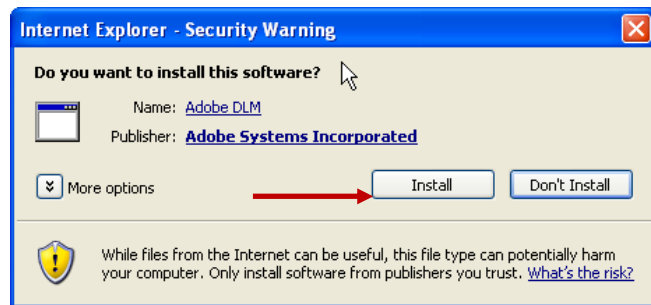 Internet Explorer - Security Warning
Do you want to install this software?
Name: Adobe DLM
Publisher: Adobe Systems Incorporated
More options
Install
Don't Install
While files from the Internet can be useful, this file type can potentially harm
your computer. Only install software from publishers you trust. What's the risk?